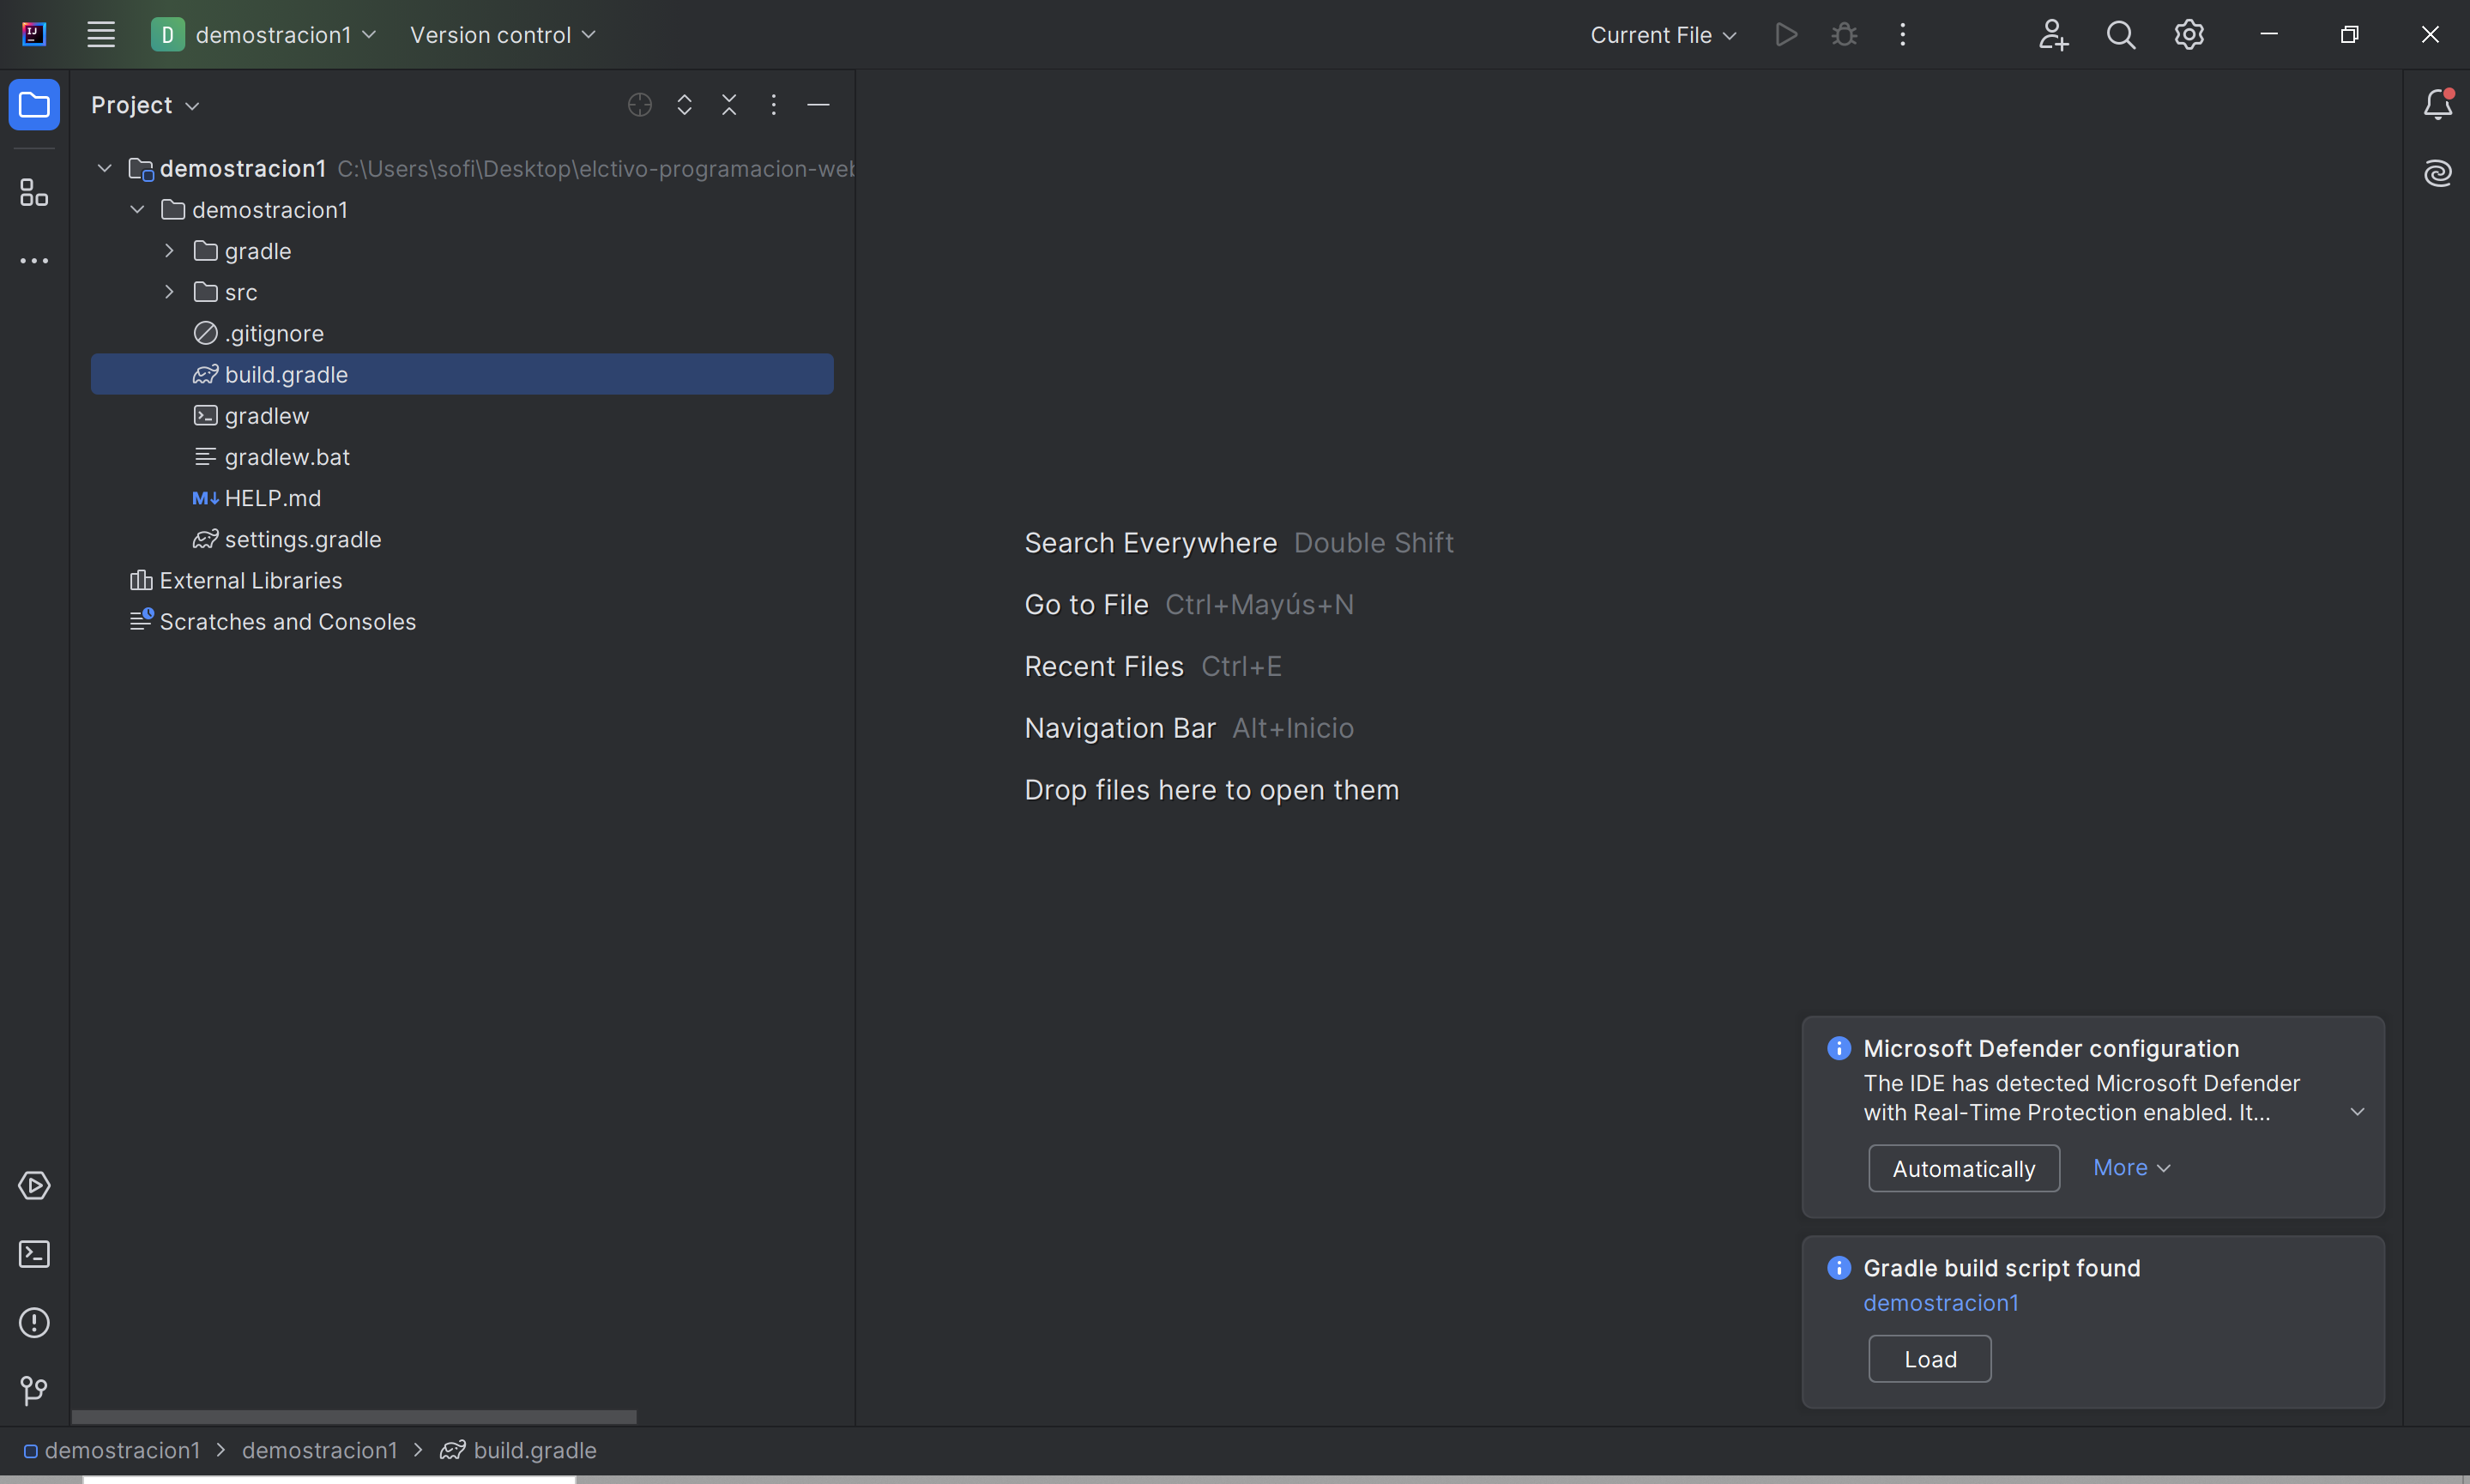 D demostracion1 Version control Current File
Project
demostracion1 C:\Users\sofi\Desktop\elctivo-programacion-web
demostracion1
gradle
src
.gitignore
build.gradle
gradlew
gradlew.bat
M↓ HELP.md
settings.gradle
External Libraries
Scratches and Consoles
Search Everywhere Double Shift
Go to File Ctrl+Mayús+N
Recent Files Ctrl+E
Navigation Bar Alt+Inicio
Drop files here to open them
Microsoft Defender configuration
The IDE has detected Microsoft Defender
with Real-Time Protection enabled. It...
Automatically More
Gradle build script found
demostracion1
Load
demostracion1 > demostracion1 > build.gradle